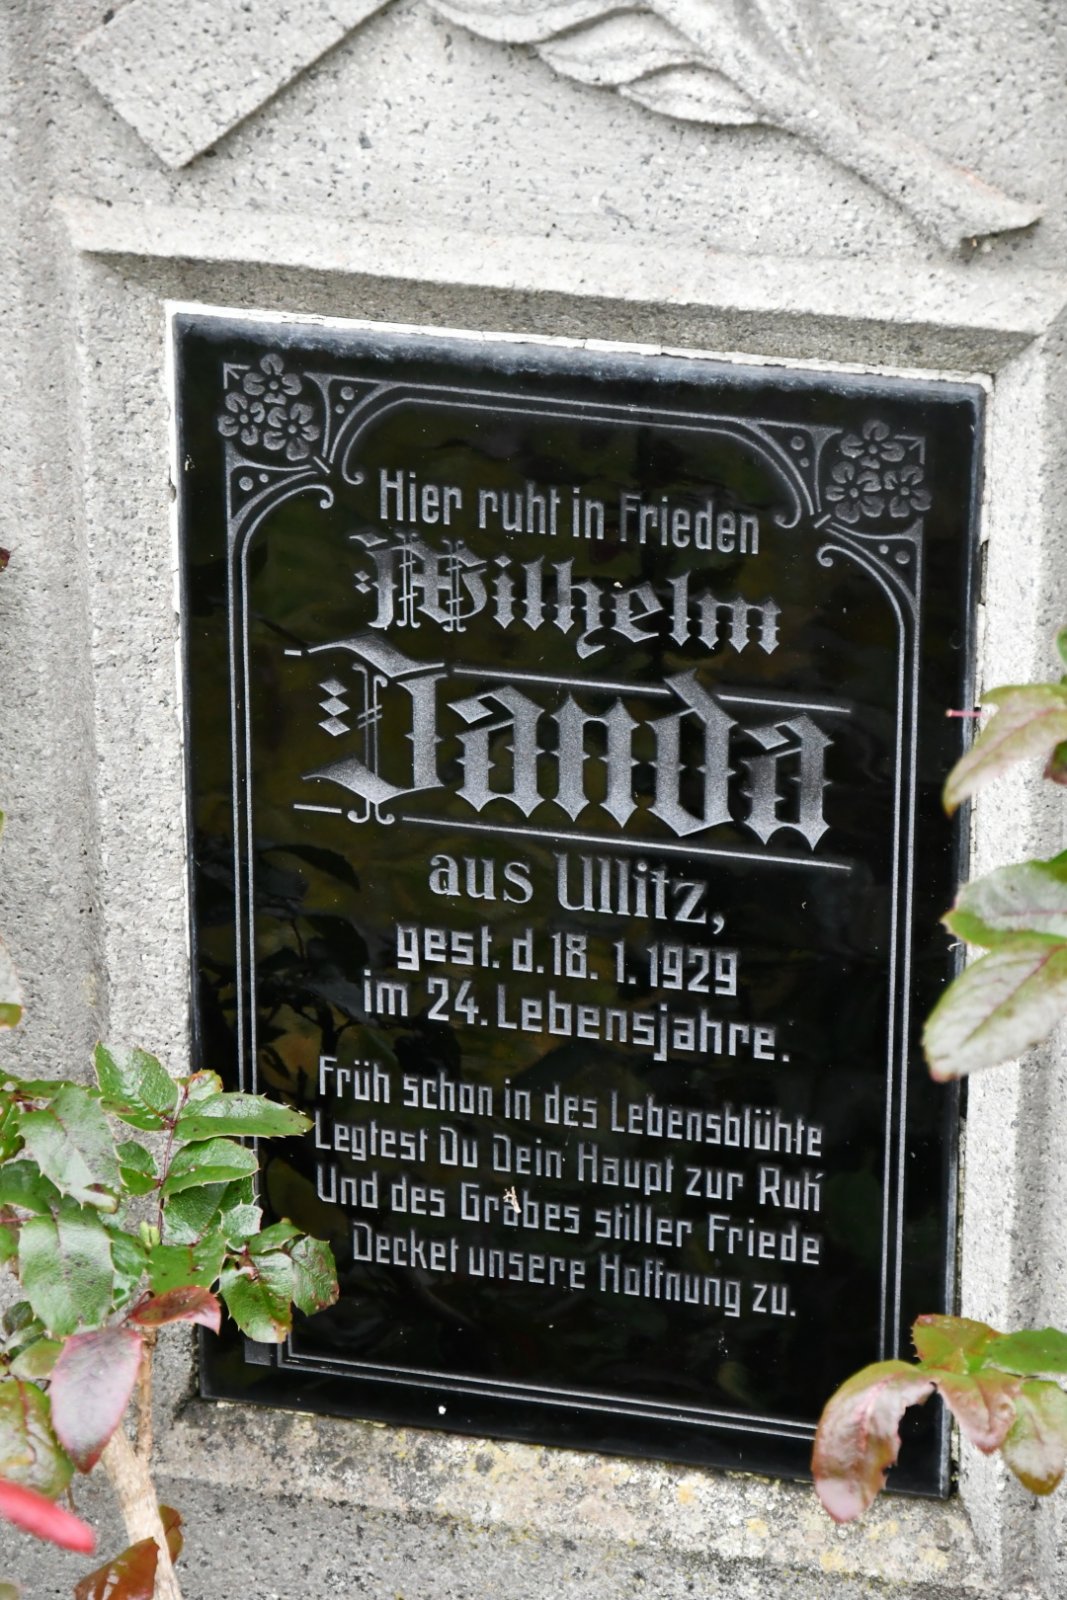 Hier ruht in Frieden
Wilhelm
Janda
aus Ullitz,
gest. d. 18. 1. 1929
im 24. Lebensjahre.
Früh schon in des Lebensblühte
Legtest Du Dein Haupt zur Ruh'
Und des Grabes stiller Friede
Decket unsere Hoffnung zu.